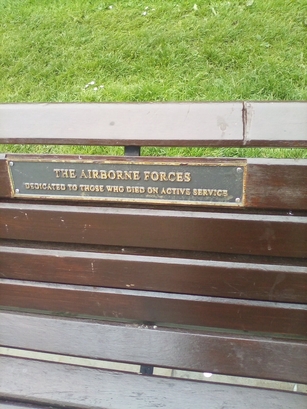 THE AIRBORNE FORCES
DEDICATED TO THOSE WHO DIED ON ACTIVE SERVICE